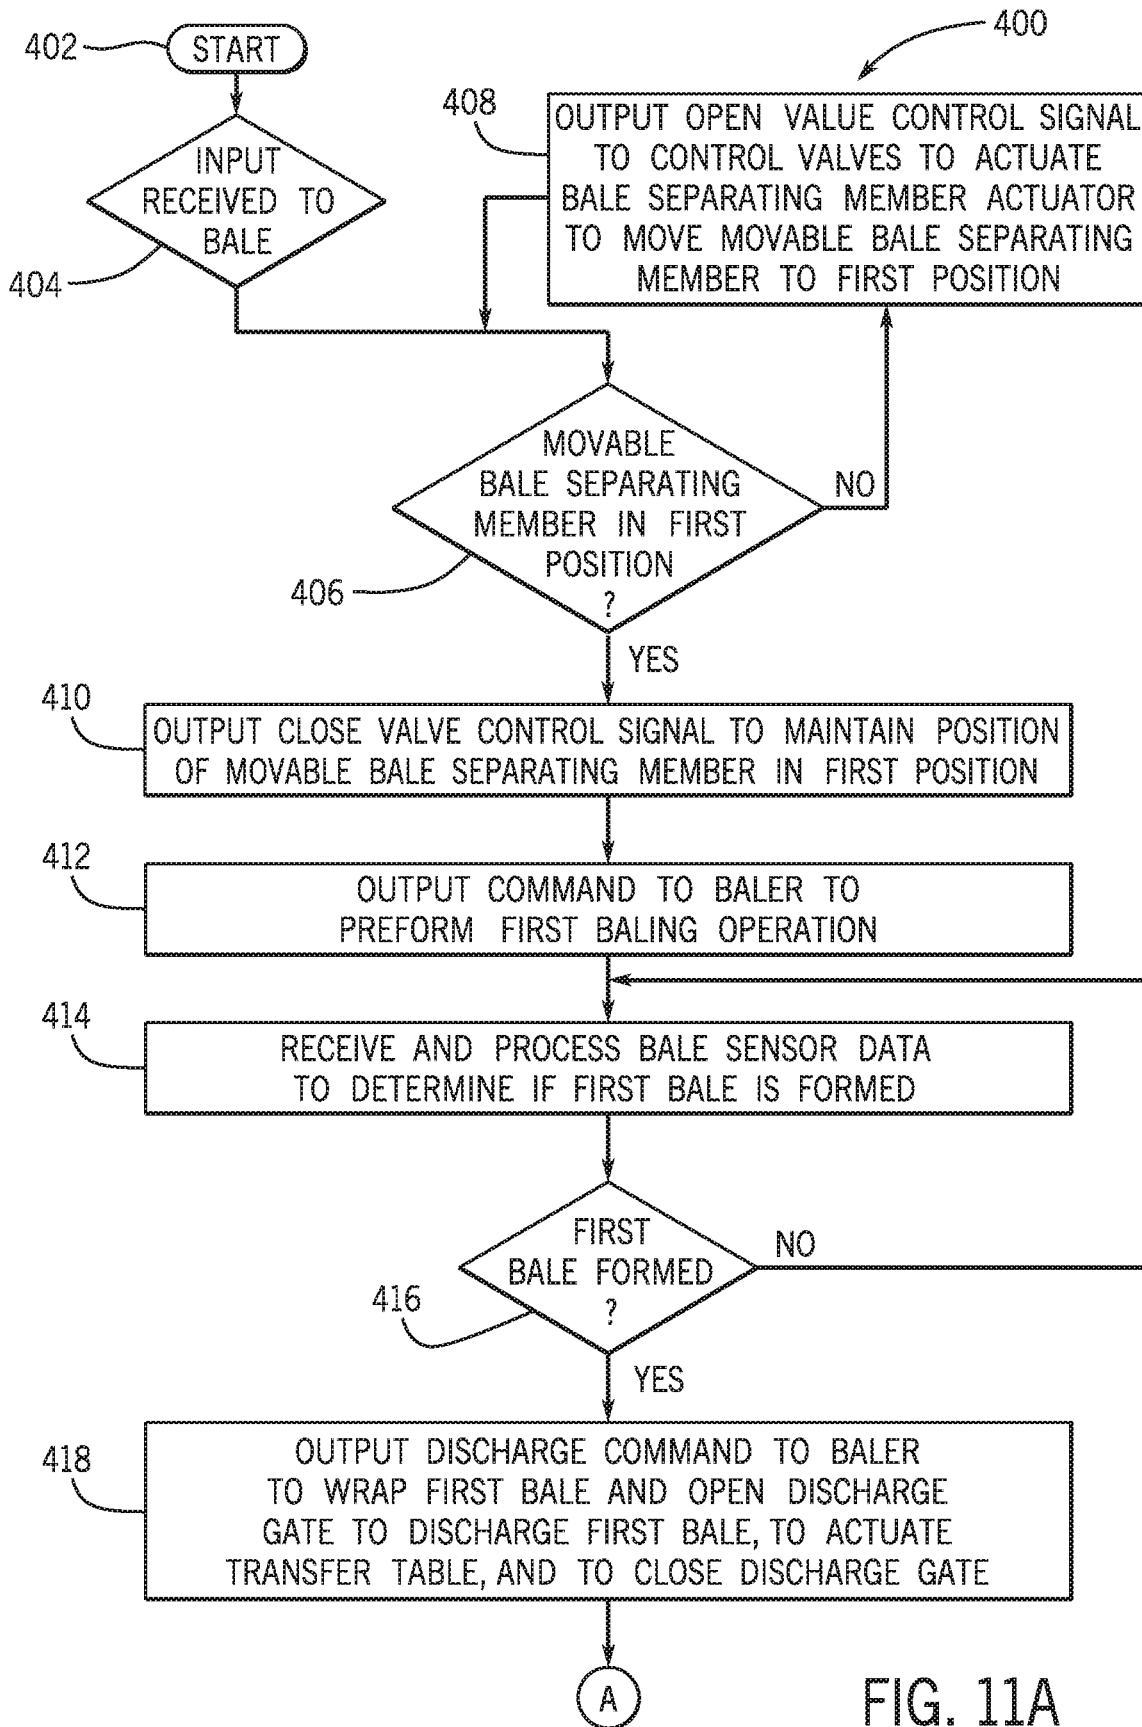 400
402
START
INPUT
RECEIVED TO
BALE
404
408
OUTPUT OPEN VALUE CONTROL SIGNAL
TO CONTROL VALVES TO ACTUATE
BALE SEPARATING MEMBER ACTUATOR
TO MOVE MOVABLE BALE SEPARATING
MEMBER TO FIRST POSITION
MOVABLE
BALE SEPARATING
MEMBER IN FIRST
POSITION
?
NO
406
YES
410
OUTPUT CLOSE VALVE CONTROL SIGNAL TO MAINTAIN POSITION
OF MOVABLE BALE SEPARATING MEMBER IN FIRST POSITION
412
OUTPUT COMMAND TO BALER TO
PREFORM FIRST BALING OPERATION
414
RECEIVE AND PROCESS BALE SENSOR DATA
TO DETERMINE IF FIRST BALE IS FORMED
FIRST
BALE FORMED
?
NO
416
YES
418
OUTPUT DISCHARGE COMMAND TO BALER
TO WRAP FIRST BALE AND OPEN DISCHARGE
GATE TO DISCHARGE FIRST BALE, TO ACTUATE
TRANSFER TABLE, AND TO CLOSE DISCHARGE GATE
A
FIG. 11A